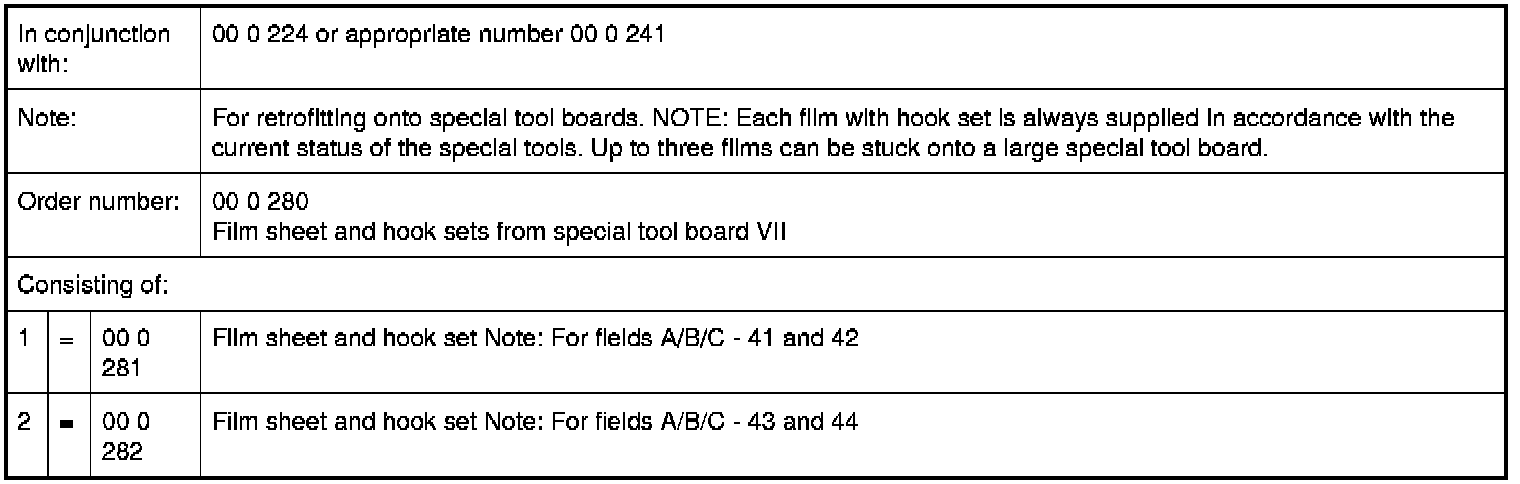 In conjunction
with:
00 0 224 or appropriate number 00 0 241
Note:
For retrofitting onto special tool boards. NOTE: Each film with hook set is always supplied in accordance with the
current status of the special tools. Up to three films can be stuck onto a large special tool board.
Order number:
00 0 280
Film sheet and hook sets from special tool board VII
Consisting of:
1 = 00 0
281
Film sheet and hook set Note: For fields A/B/C - 41 and 42
2 = 00 0
282
Film sheet and hook set Note: For fields A/B/C - 43 and 44